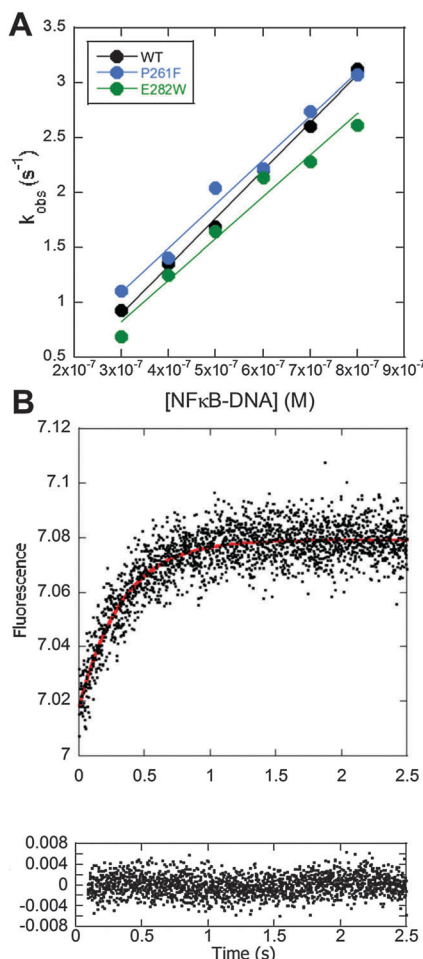 A
WT
P261F
E282W
3.5
3
2.5
2
1.5
1
0.5
k_obs (s⁻¹)
2x10⁻⁷ 3x10⁻⁷ 4x10⁻⁷ 5x10⁻⁷ 6x10⁻⁷ 7x10⁻⁷ 8x10⁻⁷ 9x10⁻⁷
[NFκB-DNA] (M)
B
7.12
7.1
7.08
7.06
7.04
7.02
7
Fluorescence
0 0.5 1 1.5 2 2.5
0.008
0.004
0
-0.004
-0.008
0 0.5 1 1.5 2 2.5
Time (s)